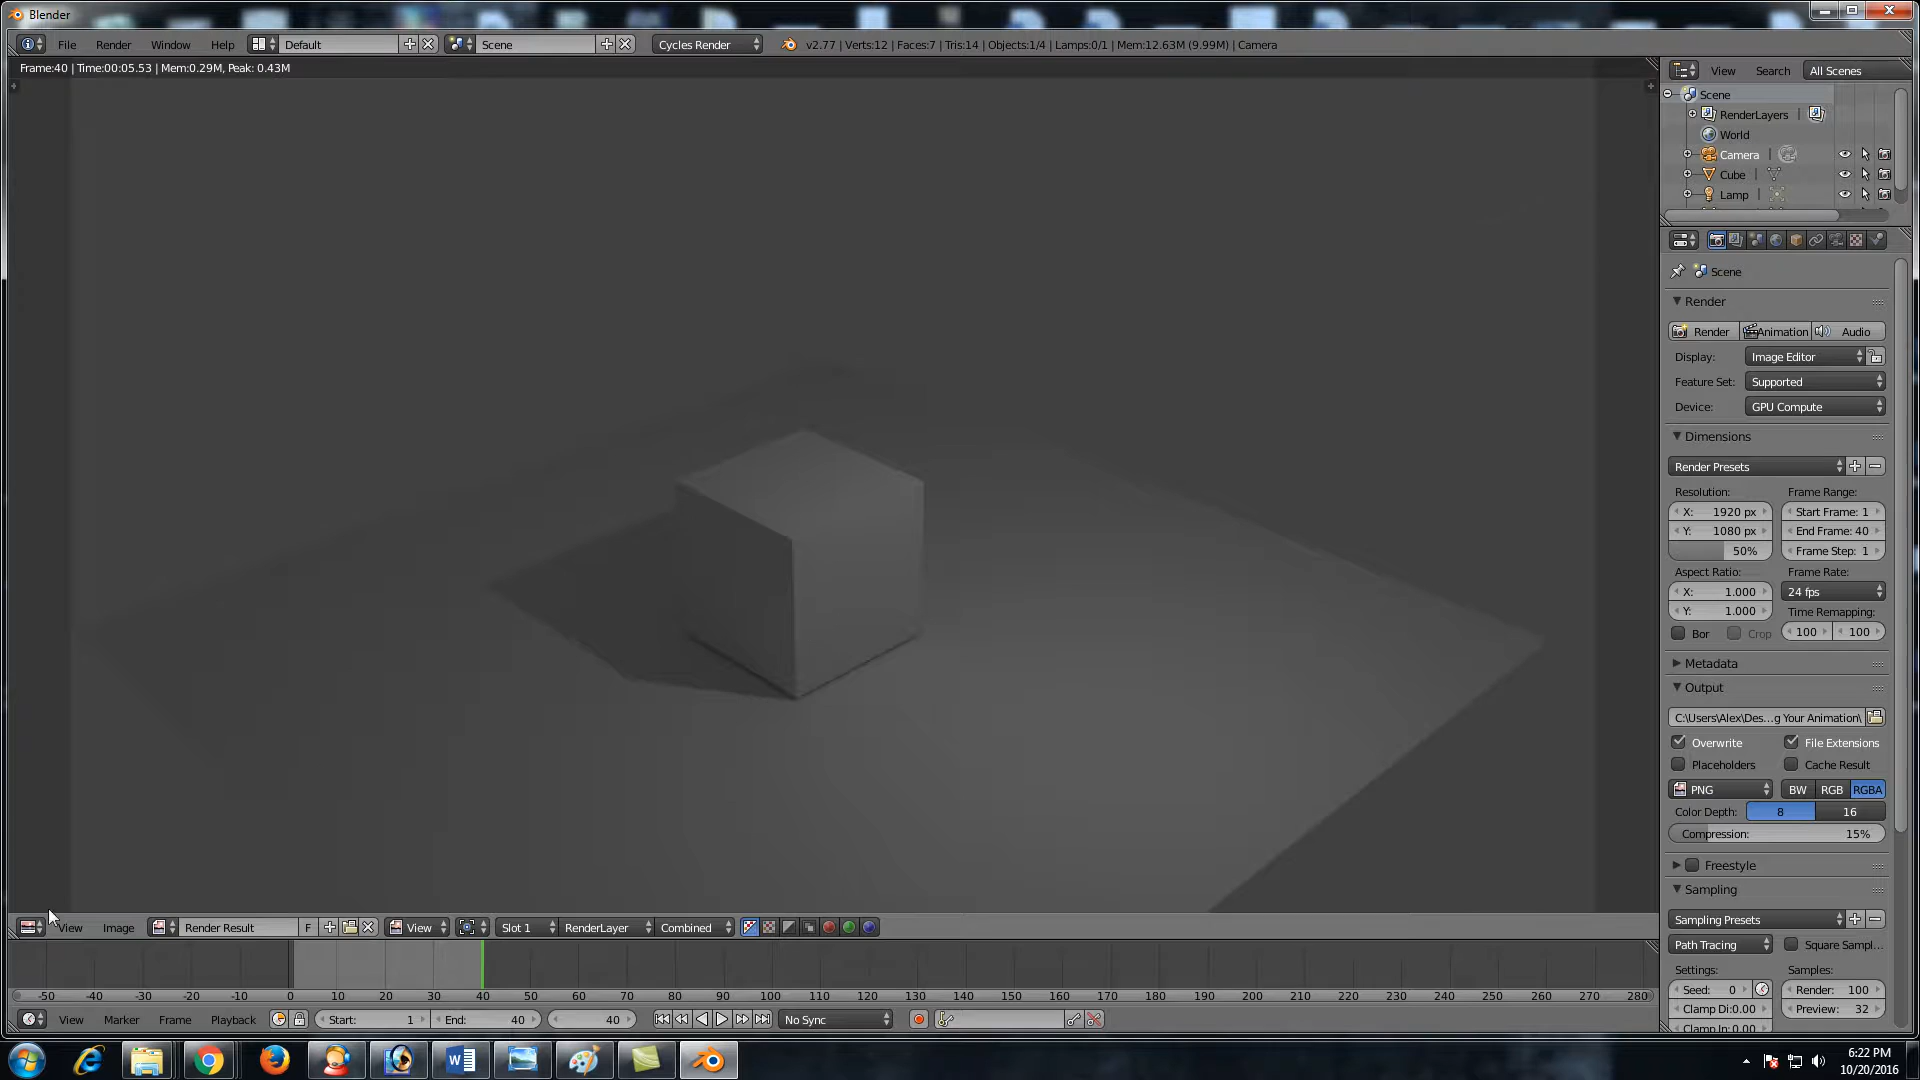 Blender
File Render Window Help Default Scene Cycles Render v2.77 | Verts:12 | Faces:7 | Tris:14 | Objects:1/4 | Lamps:0/1 | Mem:12.63M (9.99M) | Camera
Frame:40 | Time:00:05.53 | Mem:0.29M, Peak: 0.43M
View Search All Scenes
Scene
RenderLayers |
World
Camera |
Cube |
Lamp |
Scene
Render
Render Animation Audio
Display: Image Editor
Feature Set: Supported
Device: GPU Compute
Dimensions
Render Presets
Resolution: Frame Range:
X: 1920 px Start Frame: 1
Y: 1080 px End Frame: 40
50% Frame Step: 1
Aspect Ratio: Frame Rate:
X: 1.000 24 fps
Y: 1.000 Time Remapping:
Bor Crop 100 100
Metadata
Output
C:\Users\Alex\Des...g Your Animation\
Overwrite File Extensions
Placeholders Cache Result
PNG BW RGB RGBA
Color Depth: 8 16
Compression: 15%
Freestyle
Sampling
Sampling Presets
Path Tracing Square Sampl...
Settings: Samples:
Seed: 0 Render: 100
Clamp Di:0.00 Preview: 32
Clamp In: 0.00
View Image Render Result F View Slot 1 RenderLayer Combined
-50 -40 -30 -20 -10 0 10 20 30 40 50 60 70 80 90 100 110 120 130 140 150 160 170 180 190 200 210 220 230 240 250 260 270 280
View Marker Frame Playback Start: 1 End: 40 40 No Sync
6:22 PM
10/20/2016